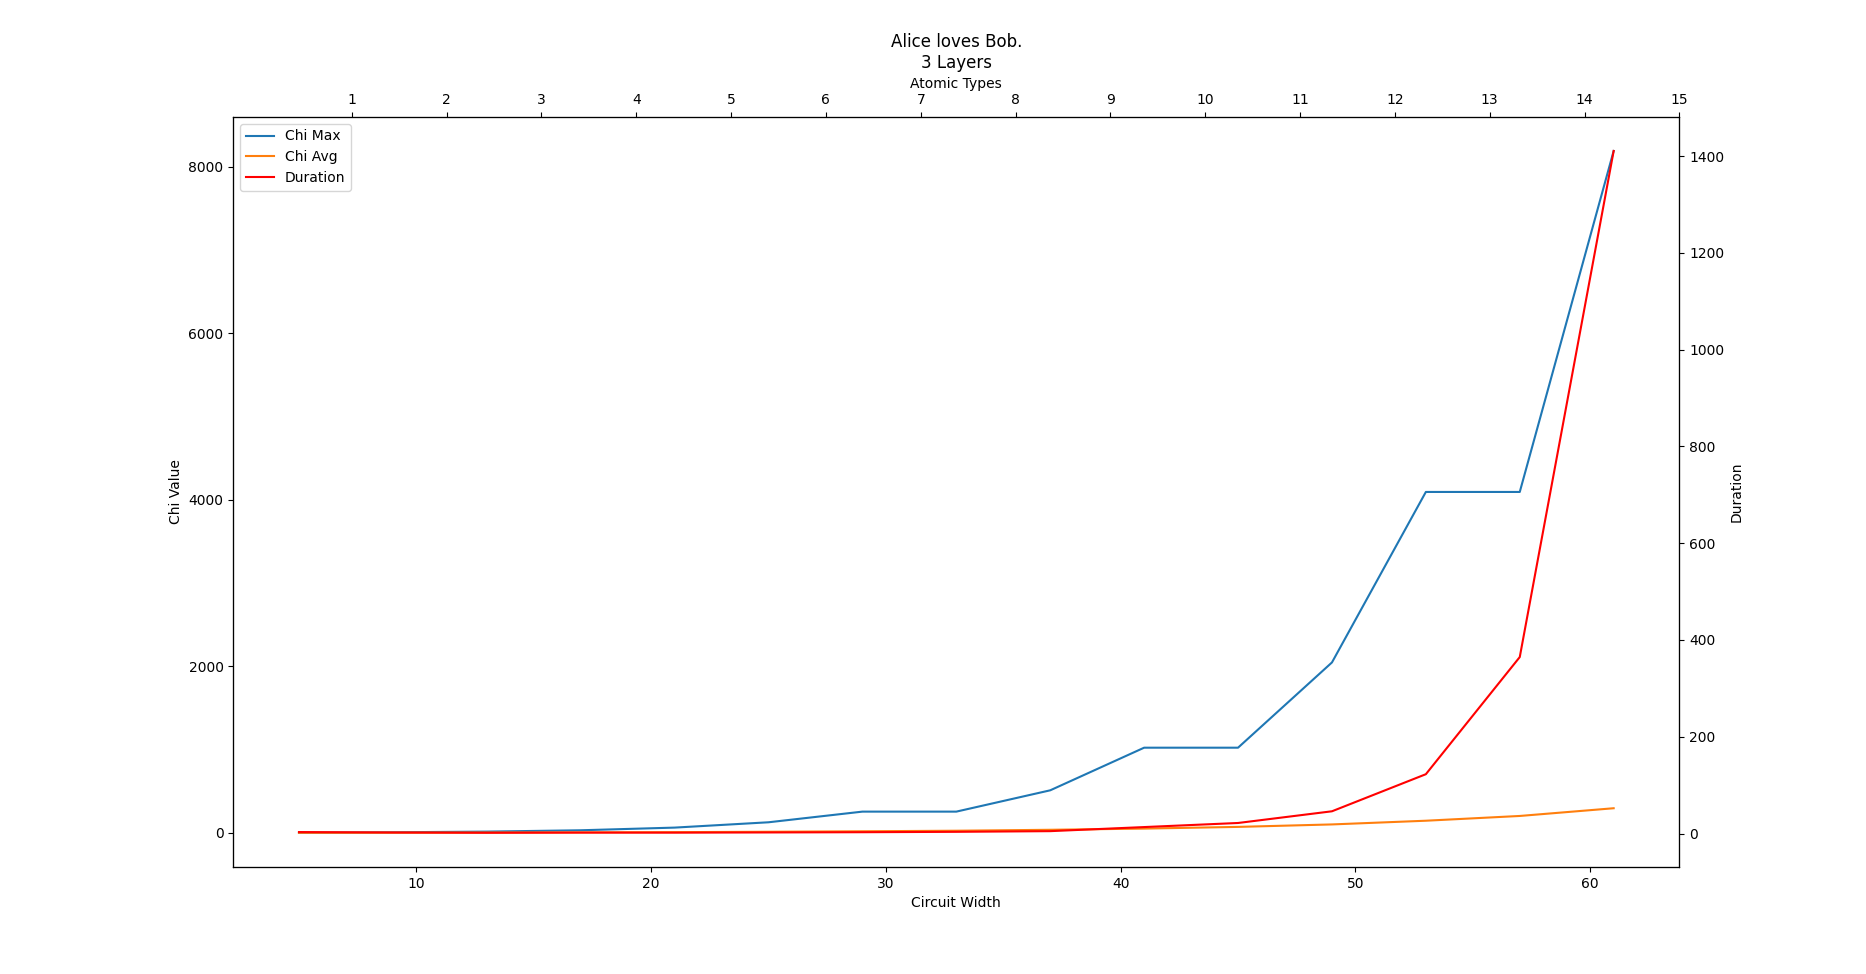 Alice loves Bob.
3 Layers
Atomic Types
1 2 3 4 5 6 7 8 9 10 11 12 13 14 15
Chi Max
Chi Avg
Duration
8000
6000
4000
2000
0
Chi Value
1400
1200
1000
800
600
400
200
0
Duration
10 20 30 40 50 60
Circuit Width